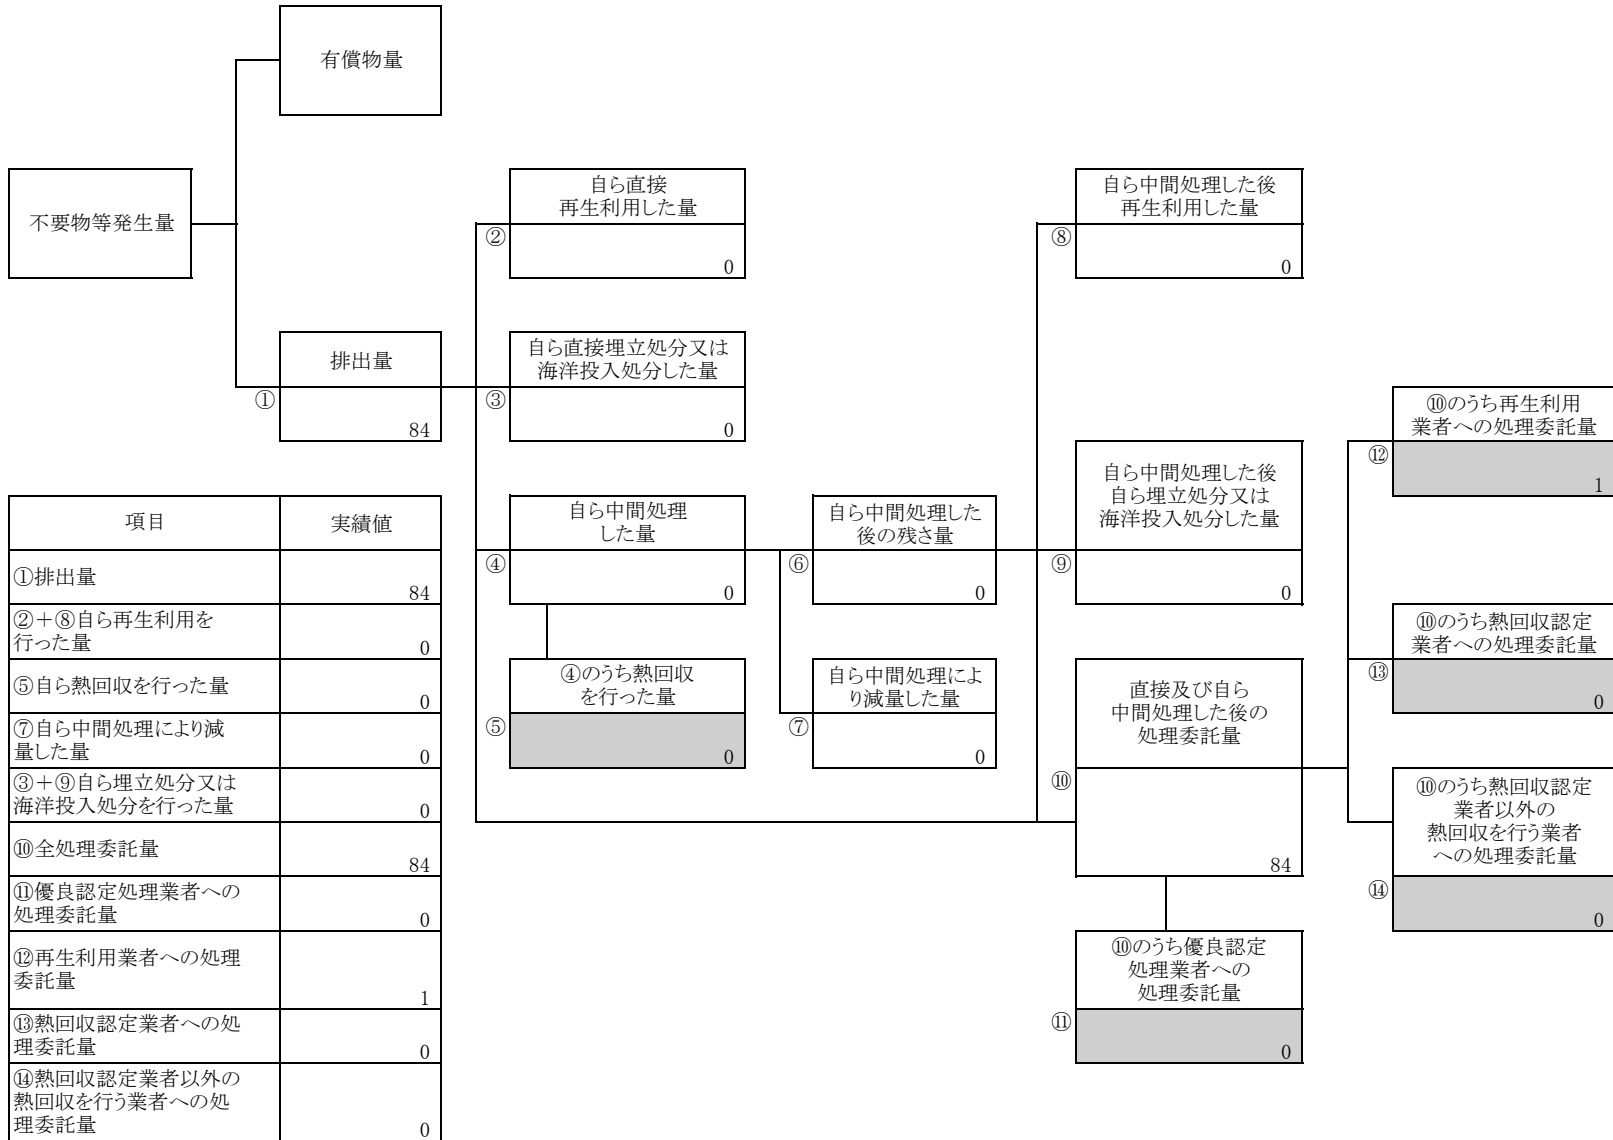 有償物量
不要物等発生量
自ら直接
再生利用した量
②
0
自ら中間処理した後
再生利用した量
⑧
0
排出量
①
84
自ら直接埋立処分又は
海洋投入処分した量
③
0
⑩のうち再生利用
業者への処理委託量
⑫
1
自ら中間処理
した量
④
0
自ら中間処理した
後の残さ量
⑥
0
自ら中間処理した後
自ら埋立処分又は
海洋投入処分した量
⑨
0
⑩のうち熱回収認定
業者への処理委託量
⑬
0
④のうち熱回収
を行った量
⑤
0
自ら中間処理によ
り減量した量
⑦
0
直接及び自ら
中間処理した後の
処理委託量
⑩
84
⑩のうち熱回収認定
業者以外の
熱回収を行う業者
への処理委託量
⑭
0
⑩のうち優良認定
処理業者への
処理委託量
⑪
0
項目 実績値
①排出量
84
②+⑧自ら再生利用を
行った量
0
⑤自ら熱回収を行った量
0
⑦自ら中間処理により減
量した量
0
③+⑨自ら埋立処分又は
海洋投入処分を行った量
0
⑩全処理委託量
84
⑪優良認定処理業者への
処理委託量
0
⑫再生利用業者への処理
委託量
1
⑬熱回収認定業者への処
理委託量
0
⑭熱回収認定業者以外の
熱回収を行う業者への処
理委託量
0